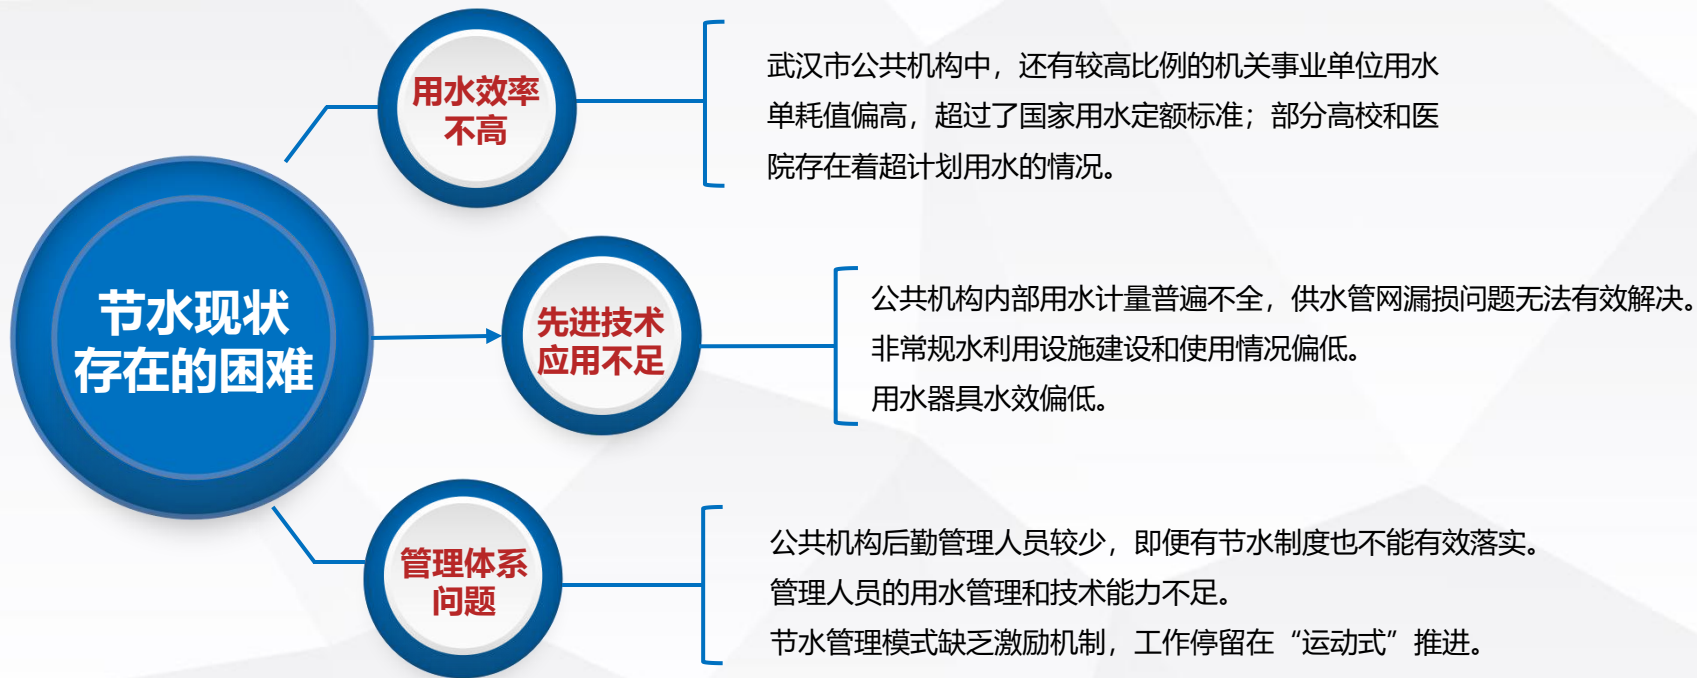 节水现状
存在的困难
用水效率
不高
武汉市公共机构中，还有较高比例的机关事业单位用水
单耗值偏高，超过了国家用水定额标准；部分高校和医
院存在着超计划用水的情况。
先进技术
应用不足
公共机构内部用水计量普遍不全，供水管网漏损问题无法有效解决。
非常规水利用设施建设和使用情况偏低。
用水器具水效偏低。
管理体系
问题
公共机构后勤管理人员较少，即便有节水制度也不能有效落实。
管理人员的用水管理和技术能力不足。
节水管理模式缺乏激励机制，工作停留在“运动式”推进。